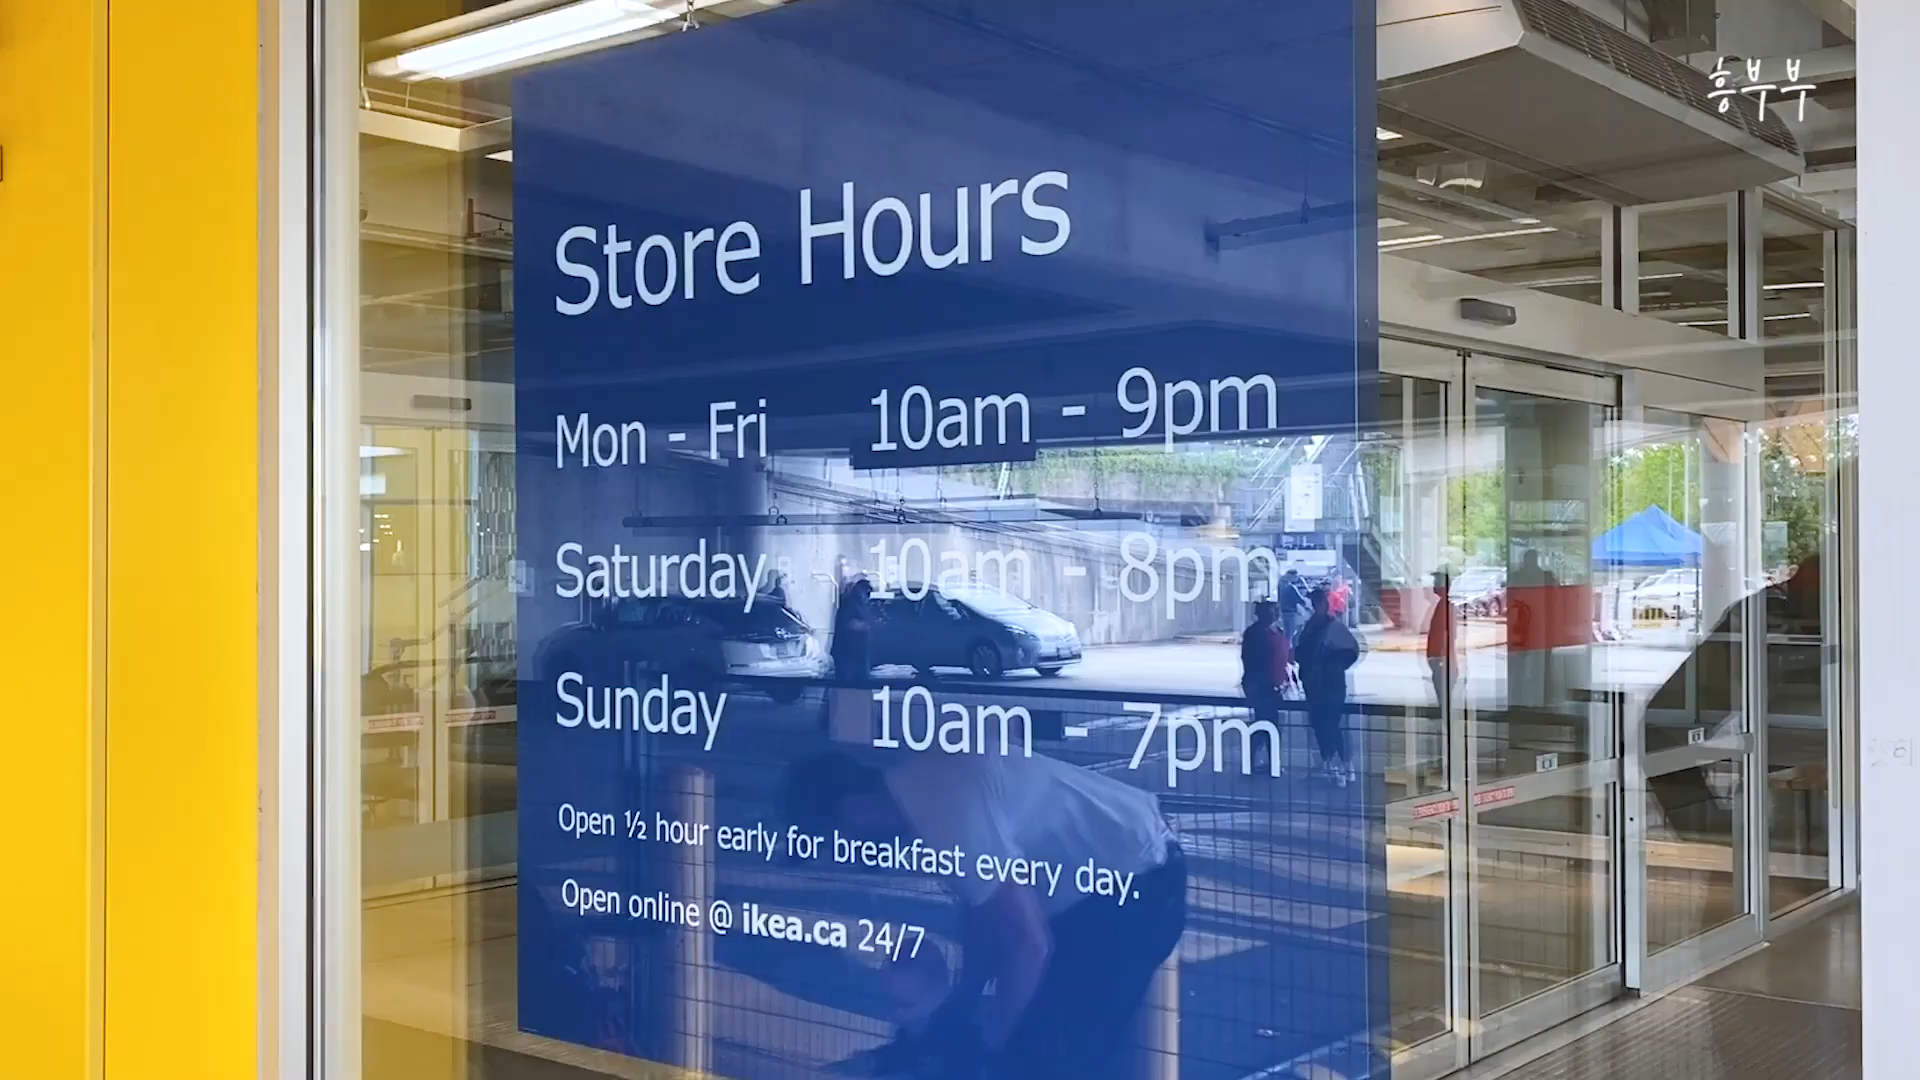 흥부부
Store Hours
Mon - Fri 10am - 9pm
Saturday 10am - 8pm
Sunday 10am - 7pm
Open ½ hour early for breakfast every day.
Open online @ ikea.ca 24/7